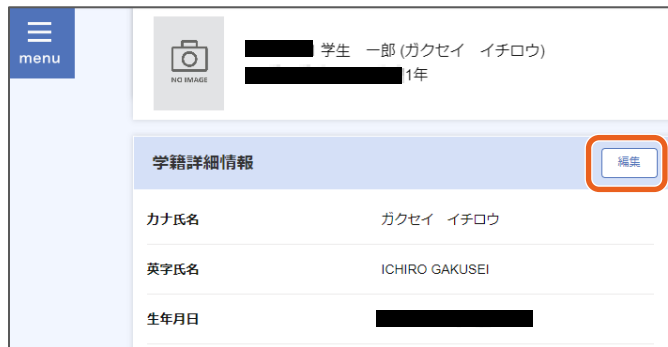 menu
NO IMAGE
学生　一郎 (ガクセイ　イチロウ)
1年
学籍詳細情報 編集
カナ氏名 ガクセイ　イチロウ
英字氏名 ICHIRO GAKUSEI
生年月日